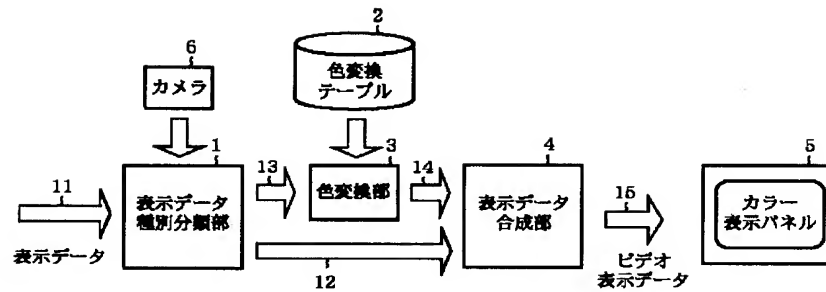 6
カメラ
2
色変換
テーブル
11
表示データ
1
表示データ
種別分類部
13
3
色変換部
14
12
4
表示データ
合成部
15
ビデオ
表示データ
5
カラー
表示パネル